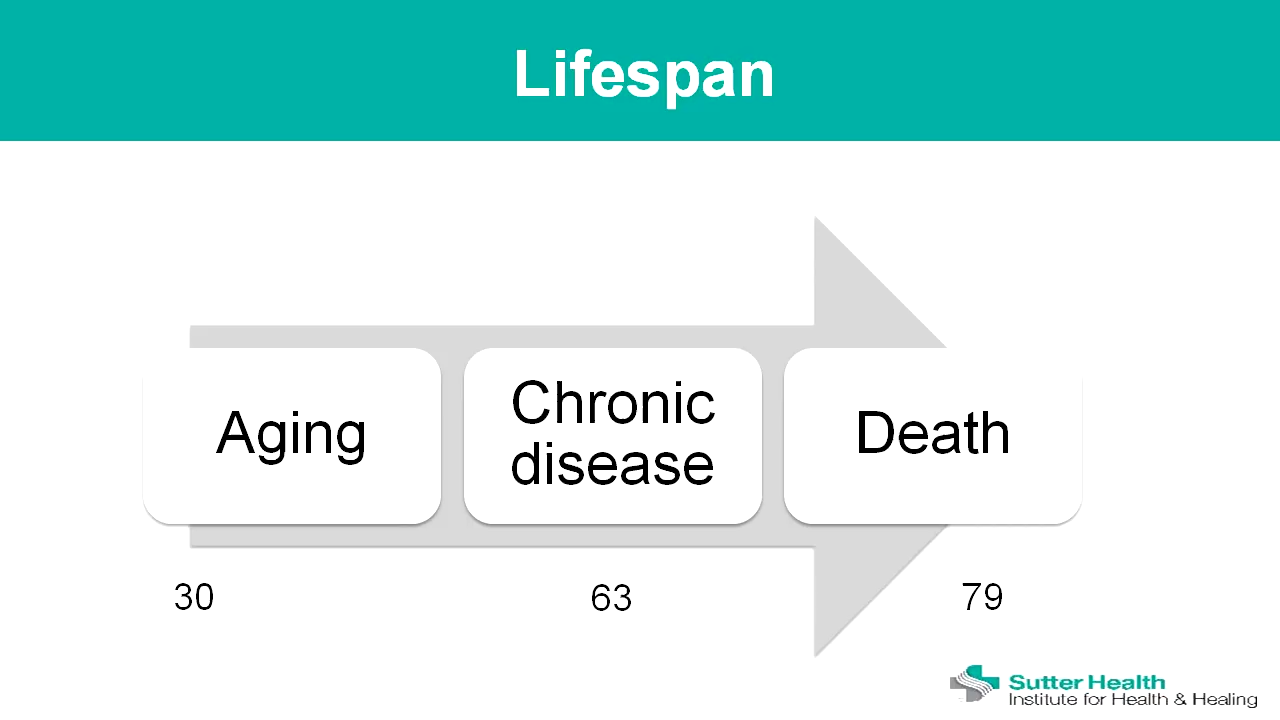 Lifespan
Aging
Chronic
disease
Death
30
63
79
Sutter Health
Institute for Health & Healing